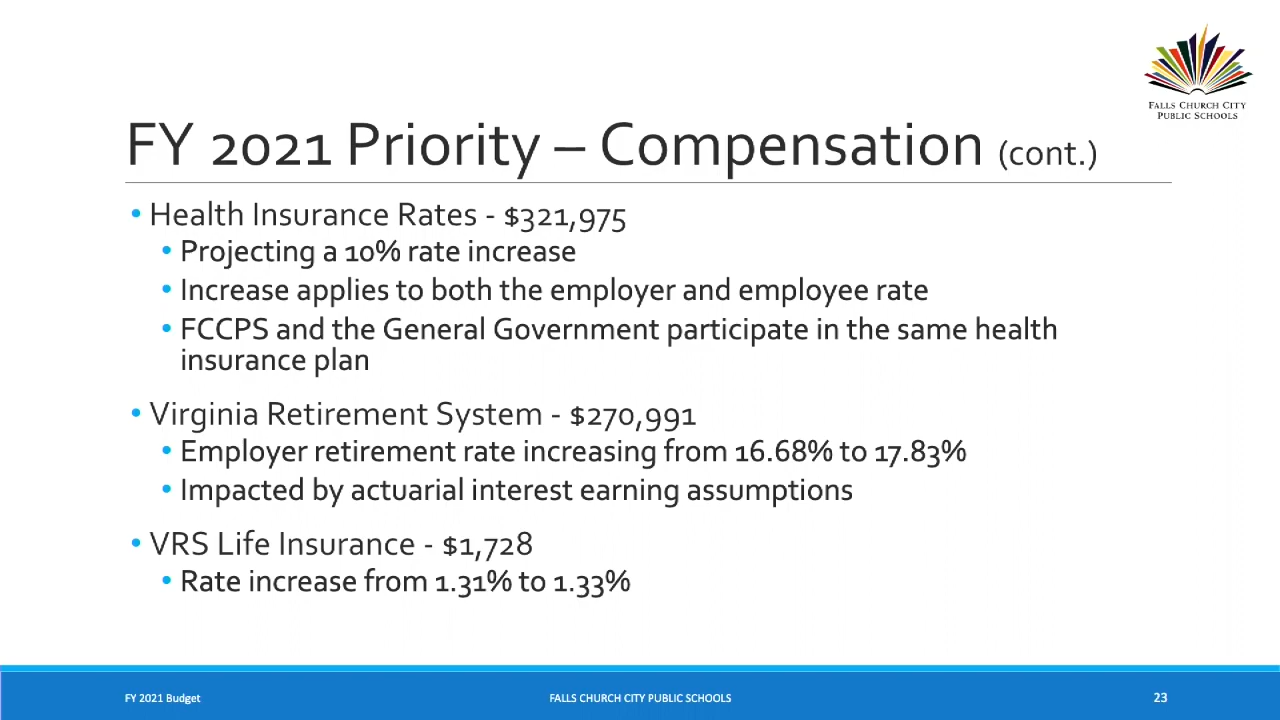 FALLS CHURCH CITY
PUBLIC SCHOOLS
FY 2021 Priority – Compensation (cont.)
• Health Insurance Rates - $321,975
• Projecting a 10% rate increase
• Increase applies to both the employer and employee rate
• FCCPS and the General Government participate in the same health
insurance plan
• Virginia Retirement System - $270,991
• Employer retirement rate increasing from 16.68% to 17.83%
• Impacted by actuarial interest earning assumptions
• VRS Life Insurance - $1,728
• Rate increase from 1.31% to 1.33%
FY 2021 Budget
FALLS CHURCH CITY PUBLIC SCHOOLS
23